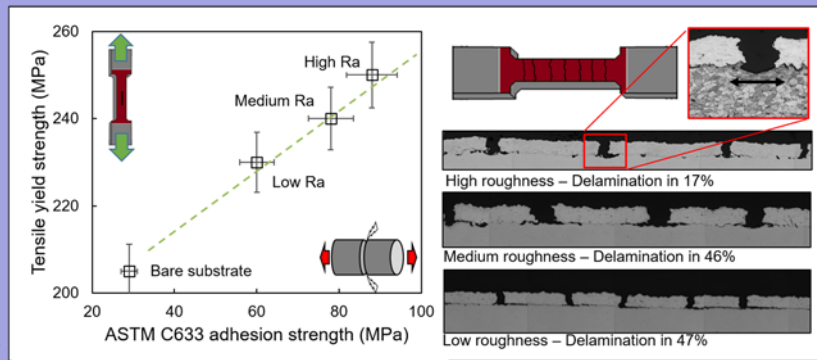 260
240
220
200
Tensile yield strength (MPa)
High Ra
Medium Ra
Low Ra
Bare substrate
20
40
60
80
100
ASTM C633 adhesion strength (MPa)
High roughness – Delamination in 17%
Medium roughness – Delamination in 46%
Low roughness – Delamination in 47%